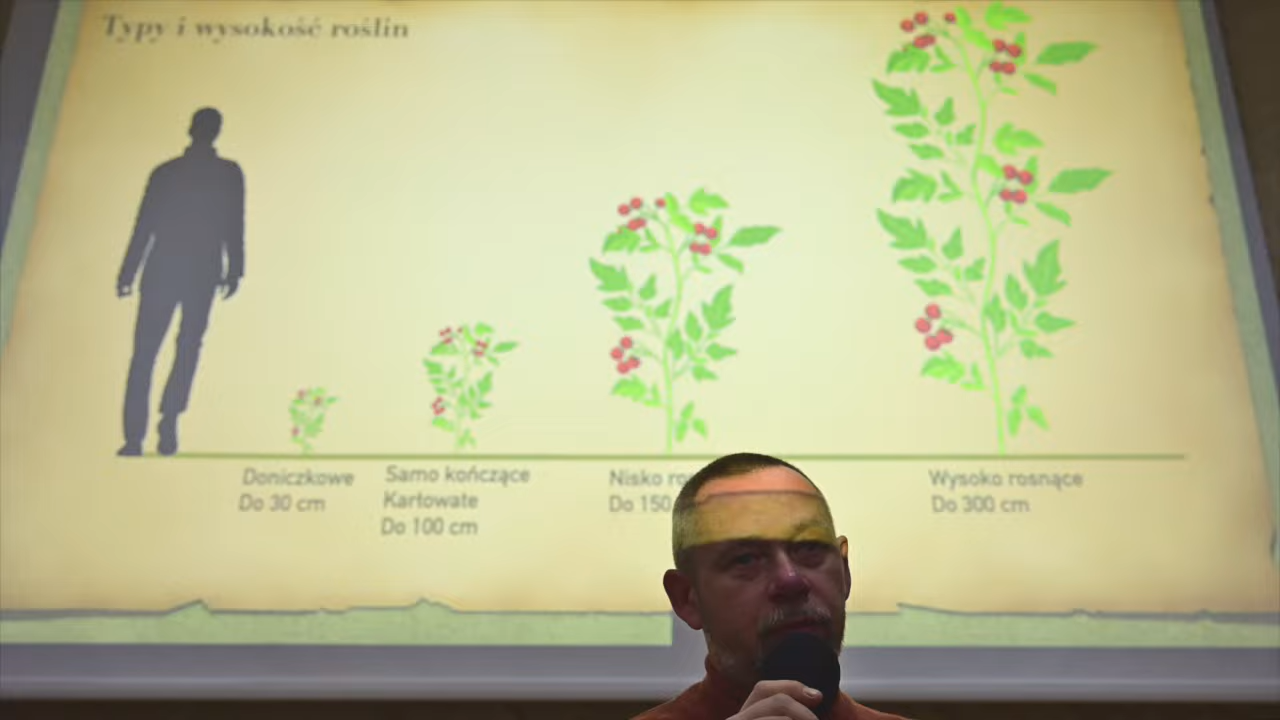 Typy i wysokość roślin
Doniczkowe
Do 30 cm
Samo kończące
Karłowate
Do 100 cm
Nisko
Do 150
Wysoko rosnące
Do 300 cm